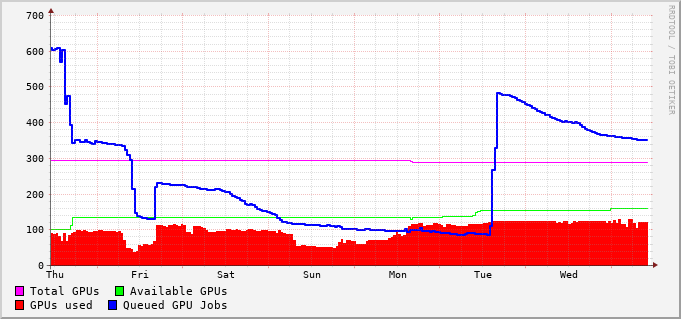 700
600
500
400
300
200
100
0
Thu Fri Sat Sun Mon Tue Wed
Total GPUs Available GPUs
GPUs used Queued GPU Jobs
RRDTOOL / TOBI OETIKER